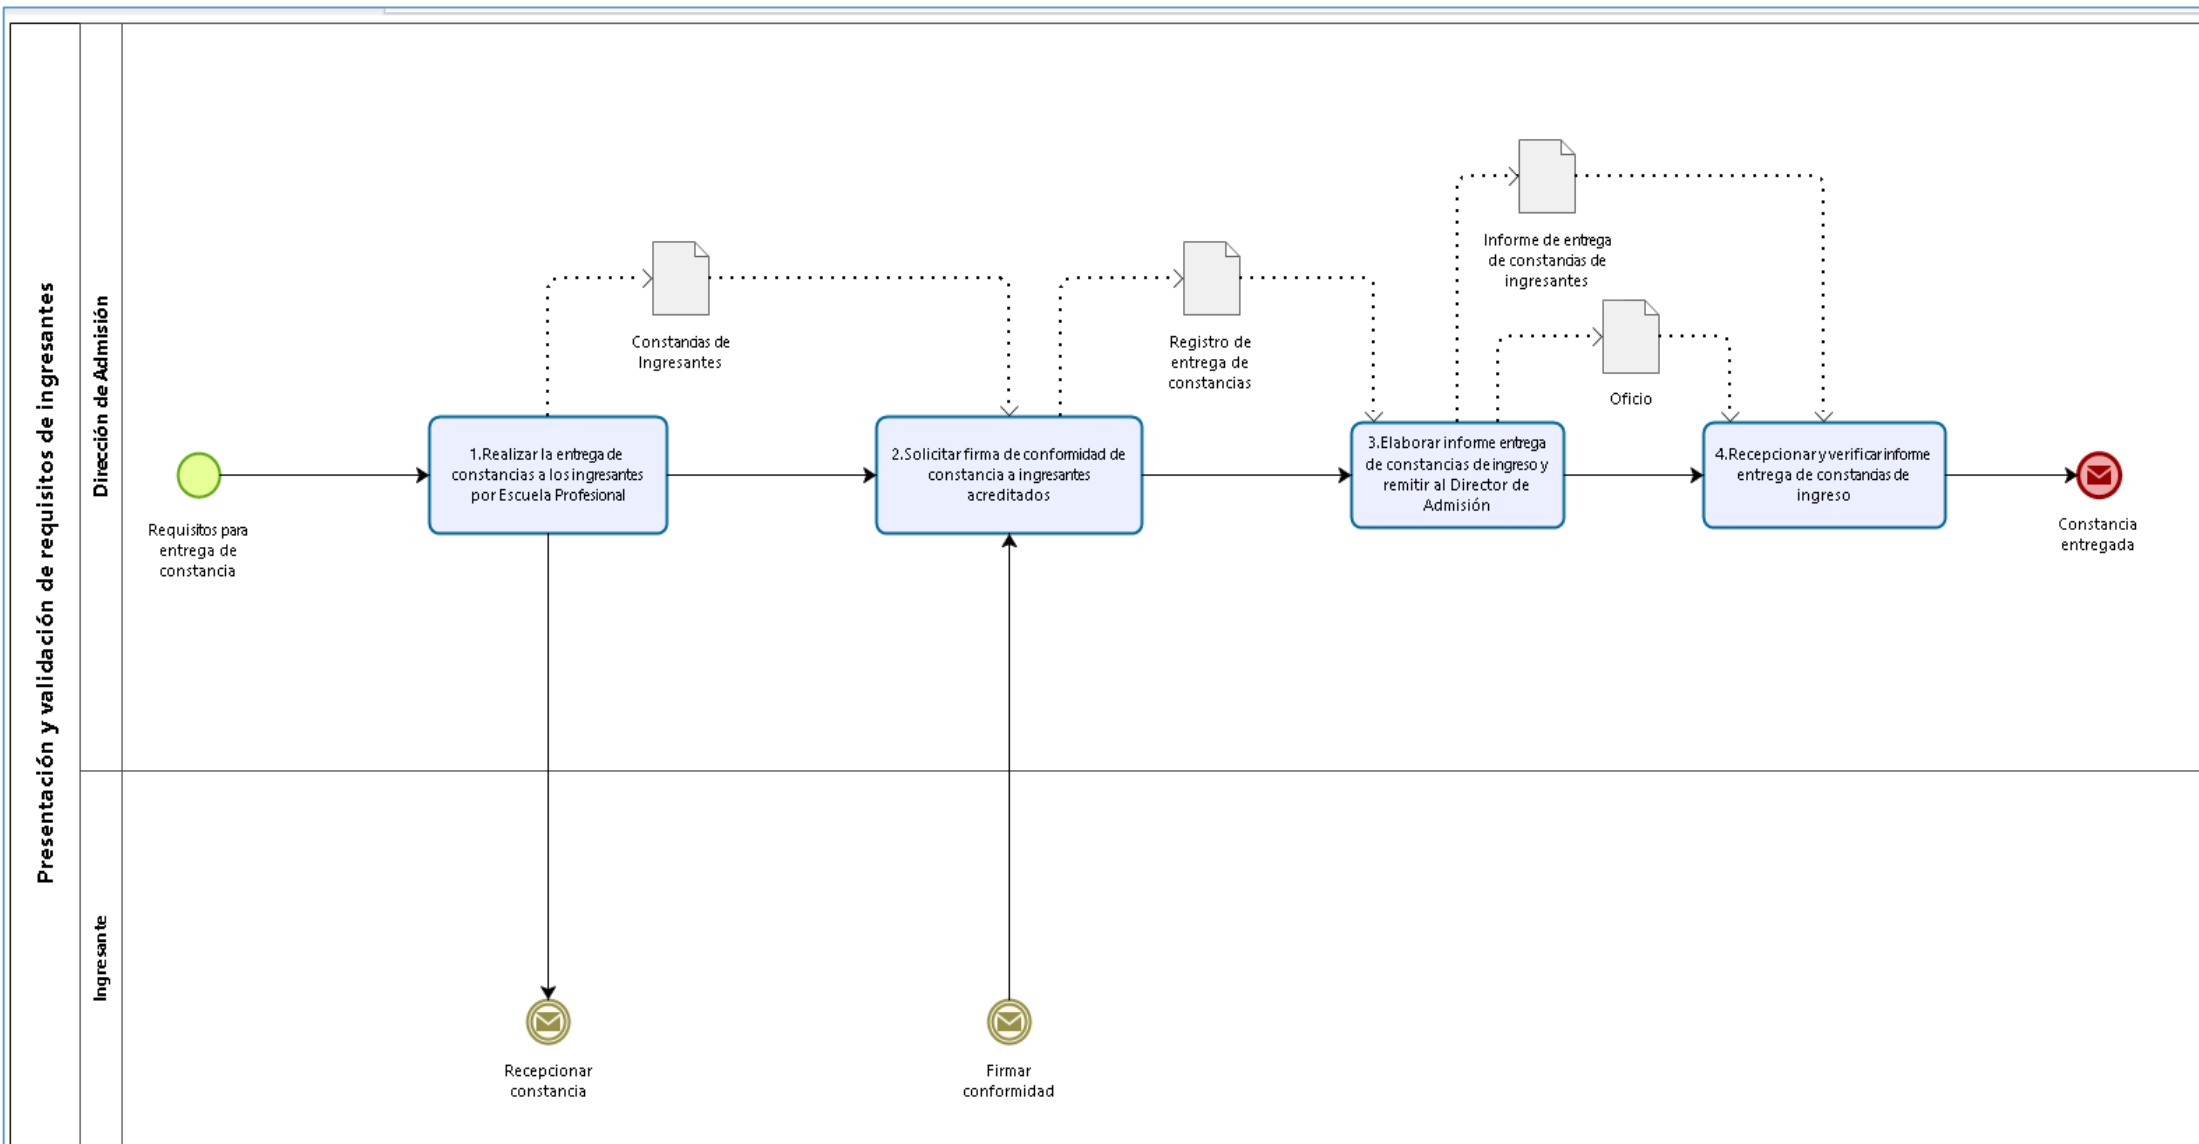 Presentación y validación de requisitos de ingresantes
Dirección de Admisión
Requisitos para
entrega de
constancia
1.Realizar la entrega de
constancias a los ingresantes
por Escuela Profesional
Constancias de
Ingresantes
2.Solicitar firma de conformidad de
constancia a ingresantes
acreditados
Registro de
entrega de
constancias
3.Elaborar informe entrega
de constancias de ingreso y
remitir al Director de
Admisión
Informe de entrega
de constancias de
ingresantes
Oficio
4.Recepcionar y verificar informe
entrega de constancias de
ingreso
Constancia
entregada
Ingresante
Recepcionar
constancia
Firmar
conformidad